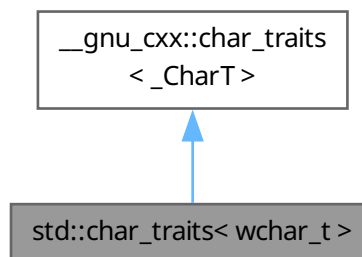 __gnu_cxx::char_traits
< _CharT >
std::char_traits< wchar_t >